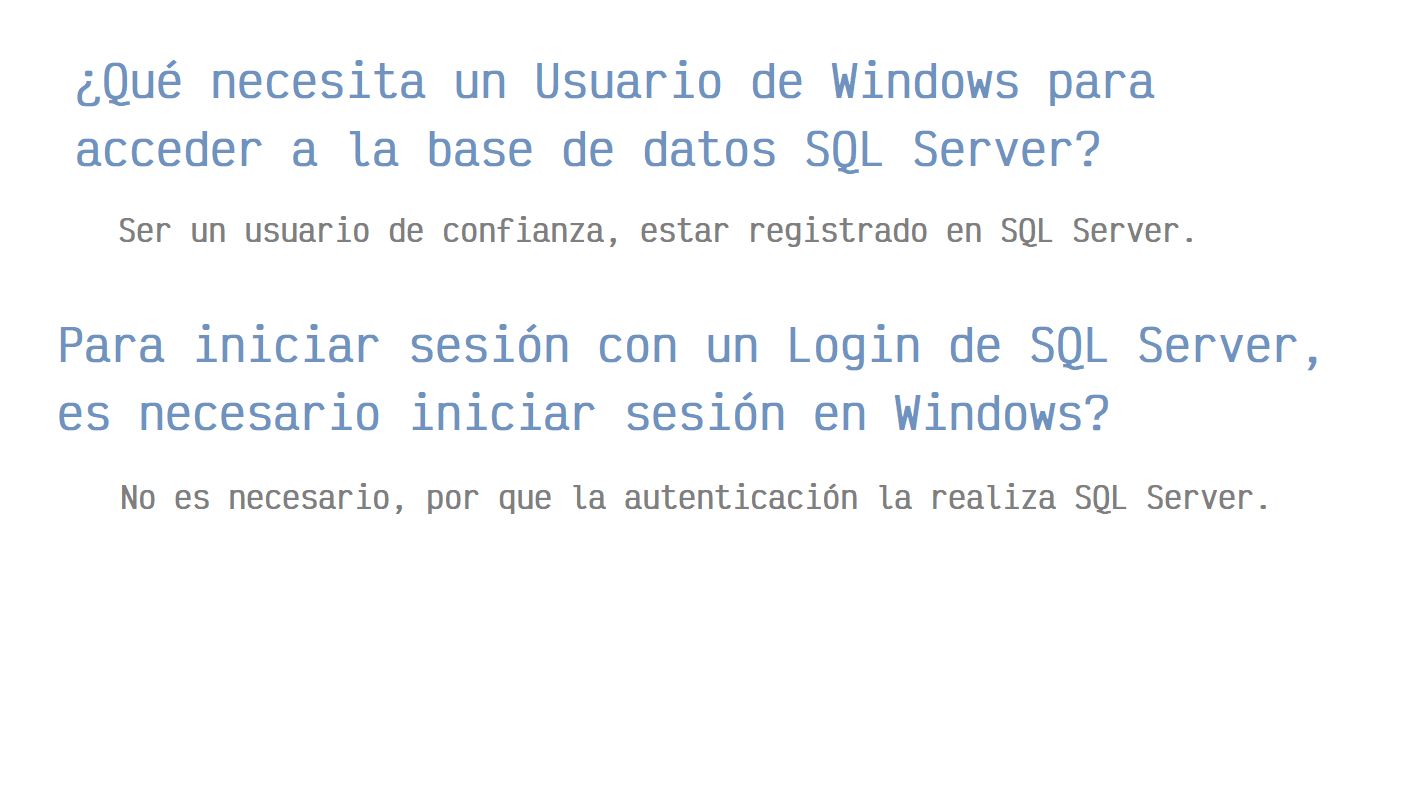 ¿Qué necesita un Usuario de Windows para
acceder a la base de datos SQL Server?
Ser un usuario de confianza, estar registrado en SQL Server.
Para iniciar sesión con un Login de SQL Server,
es necesario iniciar sesión en Windows?
No es necesario, por que la autenticación la realiza SQL Server.